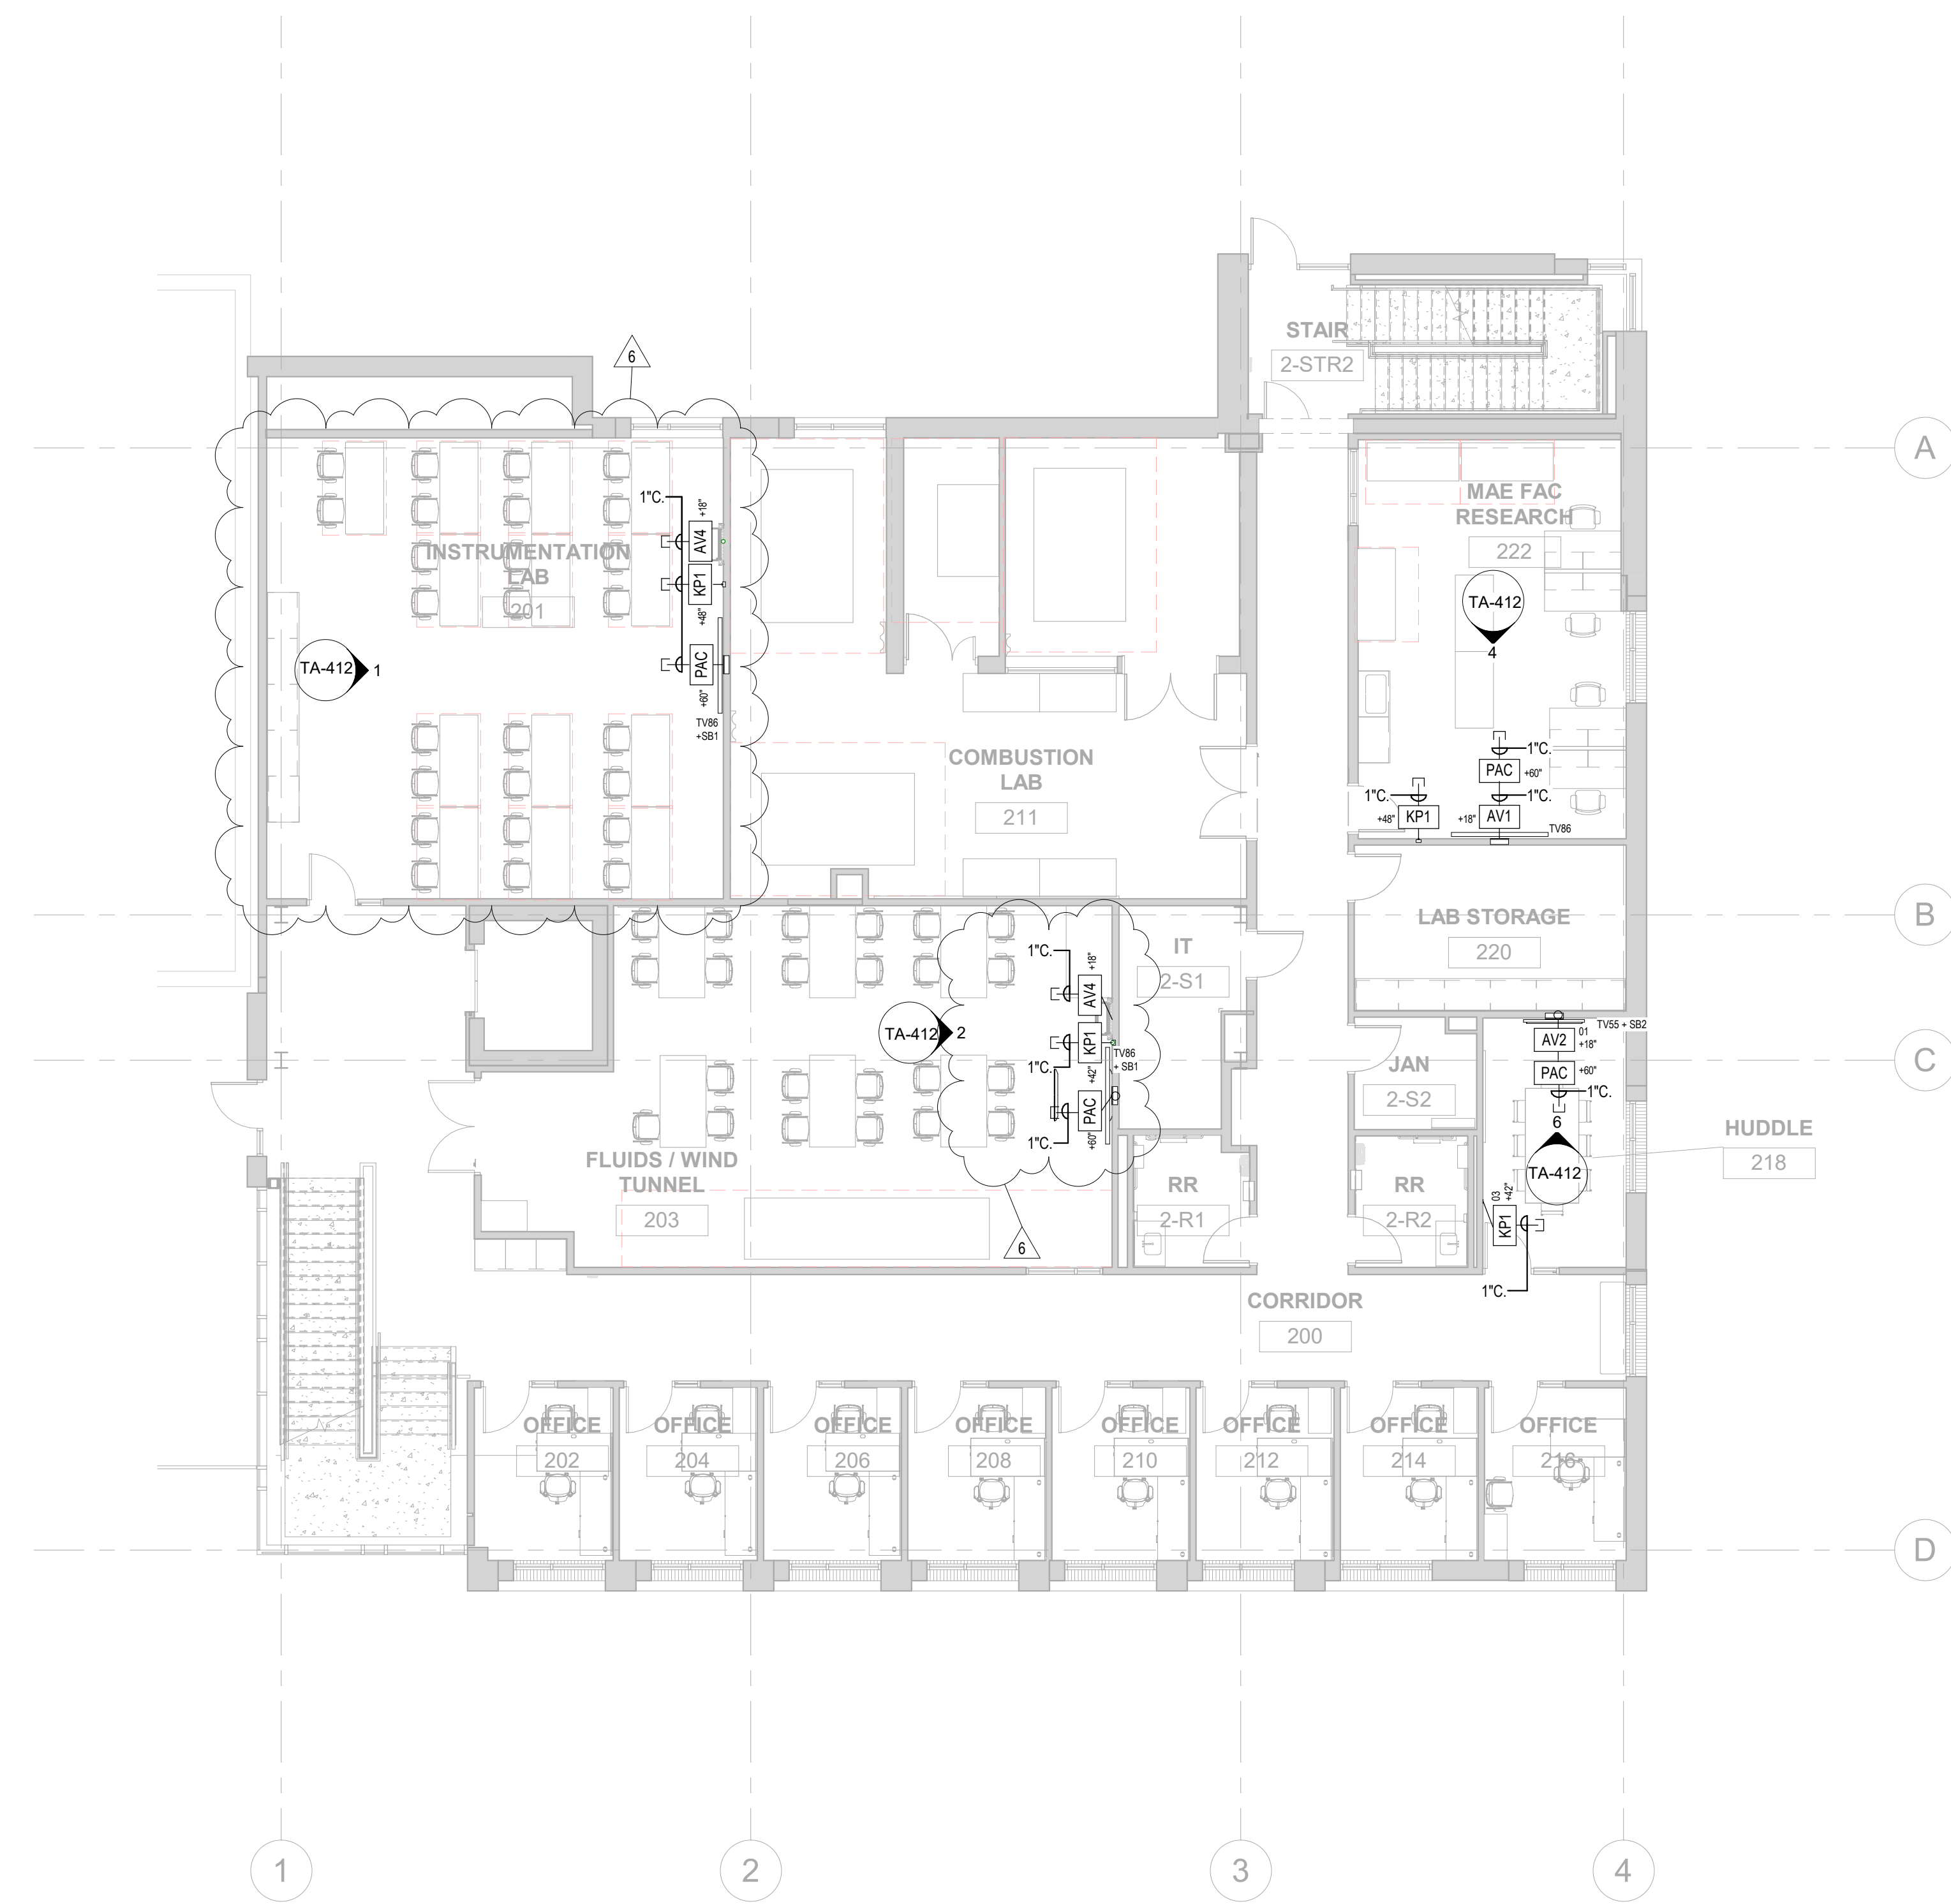 6
STAIR
2-STR2
A
1"C.
+18"
AV4
KP1
+48"
PAC
+60"
TV86
+SB1
INSTRUMENTATION
LAB
201
TA-412
1
MAE FAC
RESEARCH
222
TA-412
4
1"C.
PAC
+60"
1"C.
1"C.
KP1
+48"
AV1
+18"
TV86
COMBUSTION
LAB
211
B
LAB STORAGE
220
IT
2-S1
1"C.
+18"
AV4
TA-412
2
KP1
1"C.
+42"
TV86
+ SB1
PAC
1"C.
+60"
TV55 + SB2
01
AV2
+18"
PAC
+60"
1"C.
6
TA-412
C
JAN
2-S2
HUDDLE
218
FLUIDS / WIND
TUNNEL
203
RR
2-R1
RR
2-R2
03
+42"
KP1
1"C.
6
CORRIDOR
200
OFFICE
202
OFFICE
204
OFFICE
206
OFFICE
208
OFFICE
210
OFFICE
212
OFFICE
214
OFFICE
216
D
1
2
3
4